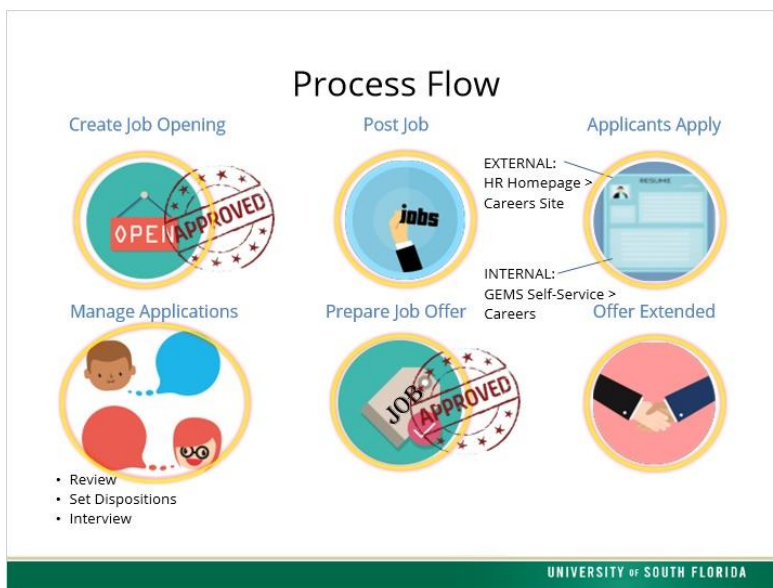 Process Flow
Create Job Opening
Post Job
Applicants Apply
OPEN
APPROVED
jobs
EXTERNAL:
HR Homepage >
Careers Site
RESUME
INTERNAL:
GEMS Self-Service >
Careers
Manage Applications
Prepare Job Offer
Offer Extended
JOB
APPROVED
• Review
• Set Dispositions
• Interview
UNIVERSITY OF SOUTH FLORIDA